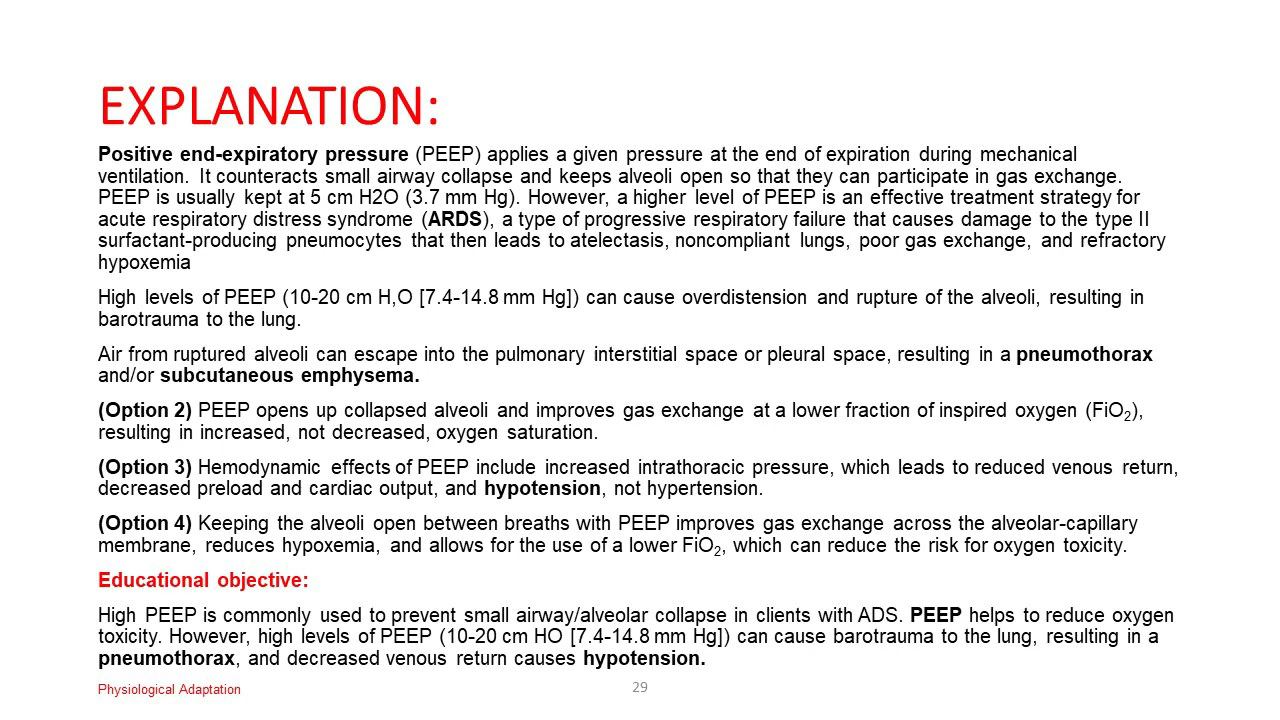 EXPLANATION:
Positive end-expiratory pressure (PEEP) applies a given pressure at the end of expiration during mechanical
ventilation. It counteracts small airway collapse and keeps alveoli open so that they can participate in gas exchange.
PEEP is usually kept at 5 cm H2O (3.7 mm Hg). However, a higher level of PEEP is an effective treatment strategy for
acute respiratory distress syndrome (ARDS), a type of progressive respiratory failure that causes damage to the type II
surfactant-producing pneumocytes that then leads to atelectasis, noncompliant lungs, poor gas exchange, and refractory
hypoxemia
High levels of PEEP (10-20 cm H,O [7.4-14.8 mm Hg]) can cause overdistension and rupture of the alveoli, resulting in
barotrauma to the lung.
Air from ruptured alveoli can escape into the pulmonary interstitial space or pleural space, resulting in a pneumothorax
and/or subcutaneous emphysema.
(Option 2) PEEP opens up collapsed alveoli and improves gas exchange at a lower fraction of inspired oxygen (FiO₂),
resulting in increased, not decreased, oxygen saturation.
(Option 3) Hemodynamic effects of PEEP include increased intrathoracic pressure, which leads to reduced venous return,
decreased preload and cardiac output, and hypotension, not hypertension.
(Option 4) Keeping the alveoli open between breaths with PEEP improves gas exchange across the alveolar-capillary
membrane, reduces hypoxemia, and allows for the use of a lower FiO₂, which can reduce the risk for oxygen toxicity.
Educational objective:
High PEEP is commonly used to prevent small airway/alveolar collapse in clients with ADS. PEEP helps to reduce oxygen
toxicity. However, high levels of PEEP (10-20 cm HO [7.4-14.8 mm Hg]) can cause barotrauma to the lung, resulting in a
pneumothorax, and decreased venous return causes hypotension.
Physiological Adaptation
29